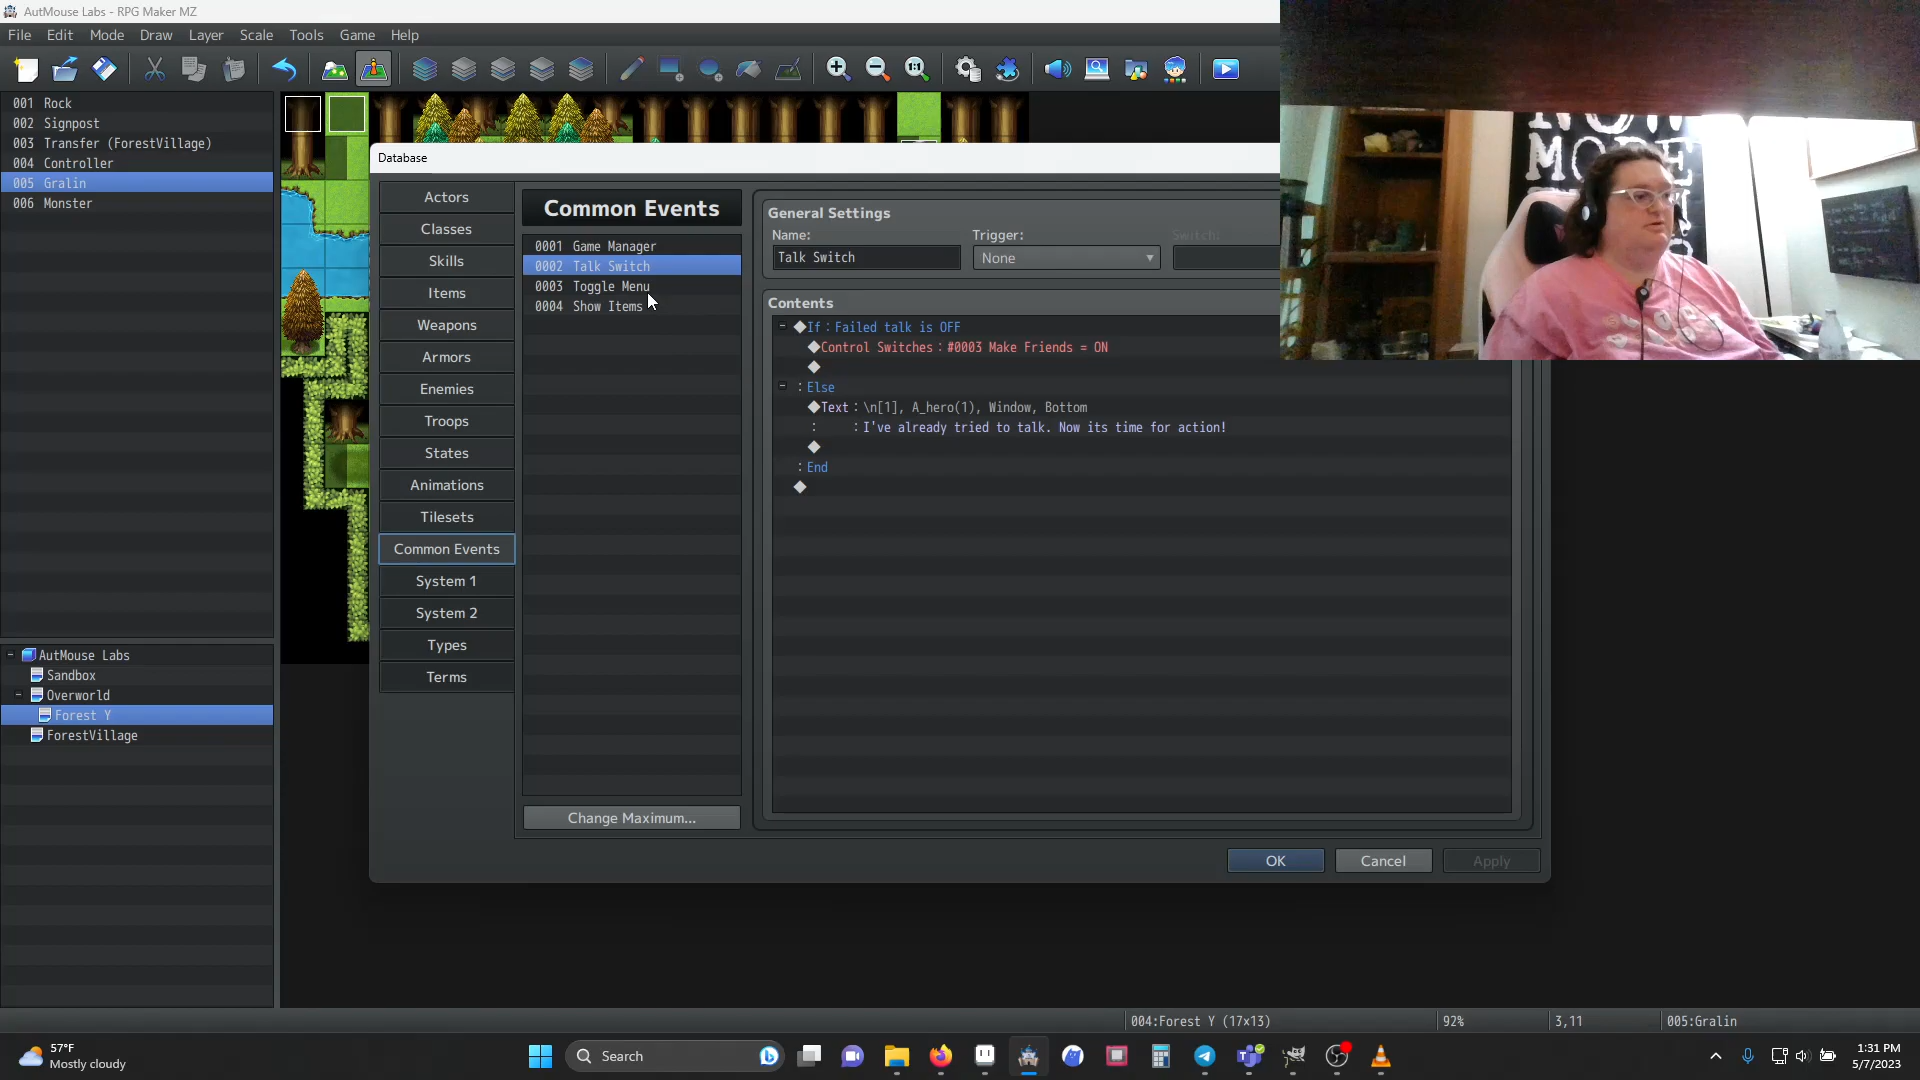 AutMouse Labs - RPG Maker MZ
File Edit Mode Draw Layer Scale Tools Game Help
1:1
001 Rock
002 Signpost
003 Transfer (ForestVillage)
004 Controller
005 Gralin
006 Monster
Database
Actors
Classes
Skills
Items
Weapons
Armors
Enemies
Troops
States
Animations
Tilesets
Common Events
System 1
System 2
Types
Terms
Common Events
0001 Game Manager
0002 Talk Switch
0003 Toggle Menu
0004 Show Items
Change Maximum...
General Settings
Name: Trigger: Switch:
Talk Switch None
Contents
◆If：Failed talk is OFF
◆Control Switches：#0003 Make Friends = ON
◆
：Else
◆Text：\n[1], A_hero(1), Window, Bottom
：：I've already tried to talk. Now its time for action!
◆
：End
◆
OK Cancel Apply
AutMouse Labs
Sandbox
Overworld
Forest Y
ForestVillage
004:Forest Y (17x13) 92% 3,11 005:Gralin
57°F
Mostly cloudy
Search
1:31 PM
5/7/2023
MODE